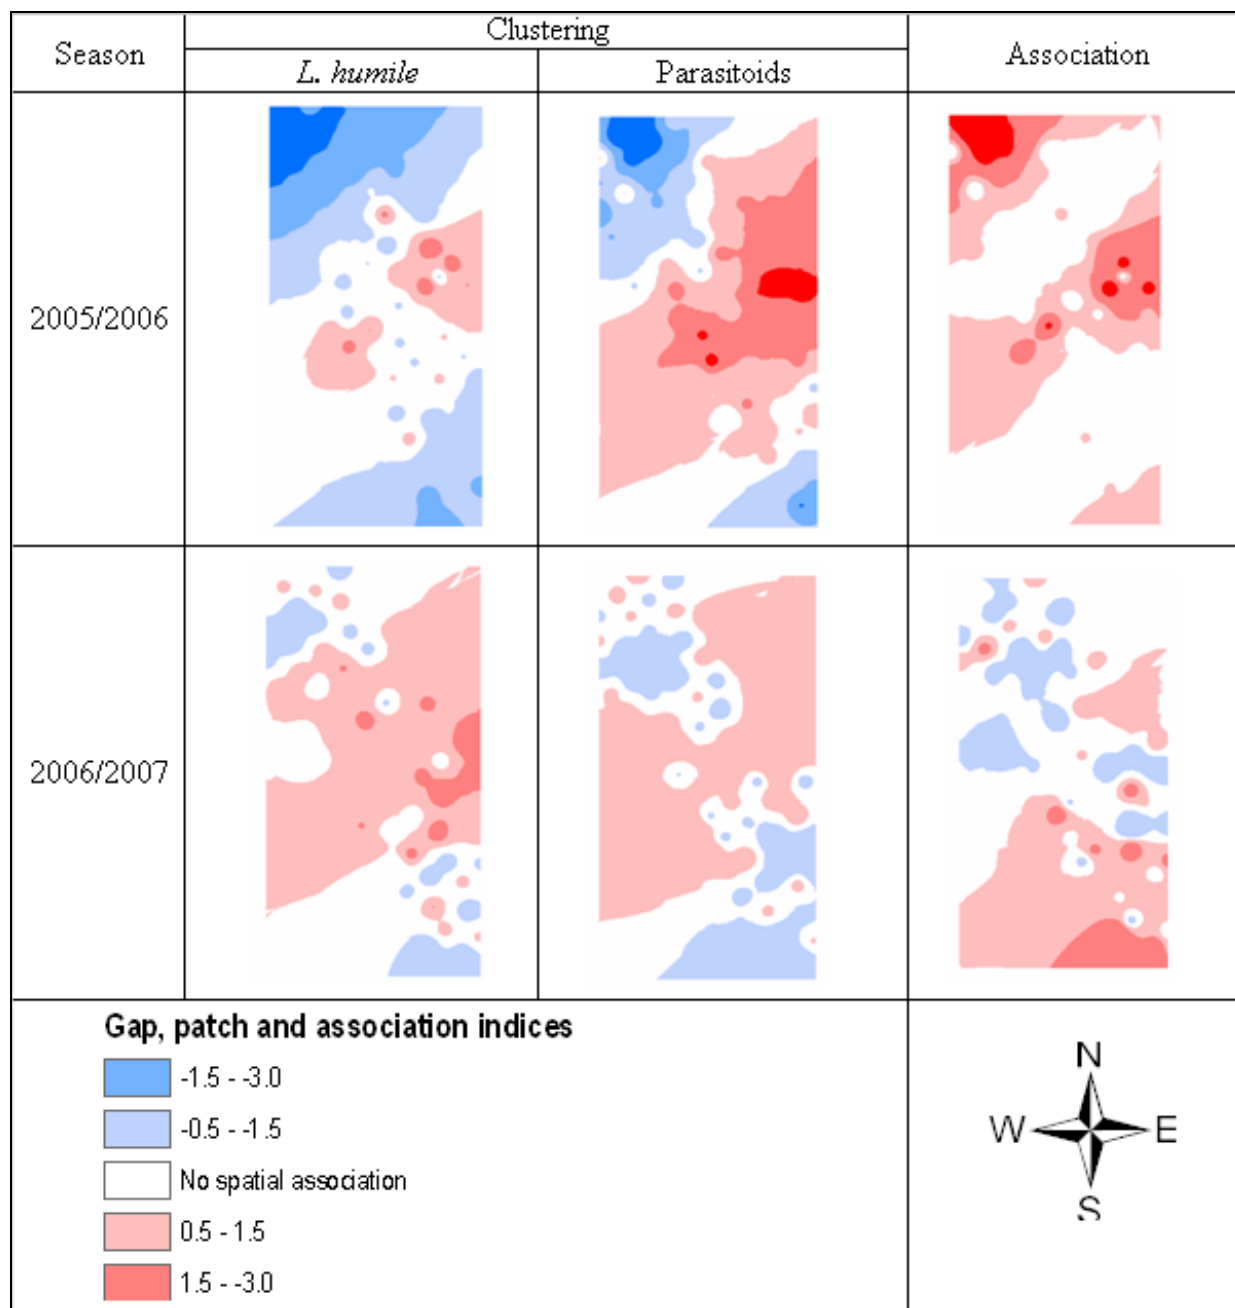 Season
Clustering
Association
L. humile
Parasitoids
2005/2006
2006/2007
Gap, patch and association indices
-1.5 - -3.0
-0.5 - -1.5
No spatial association
0.5 - 1.5
1.5 - -3.0
N
W
E
S